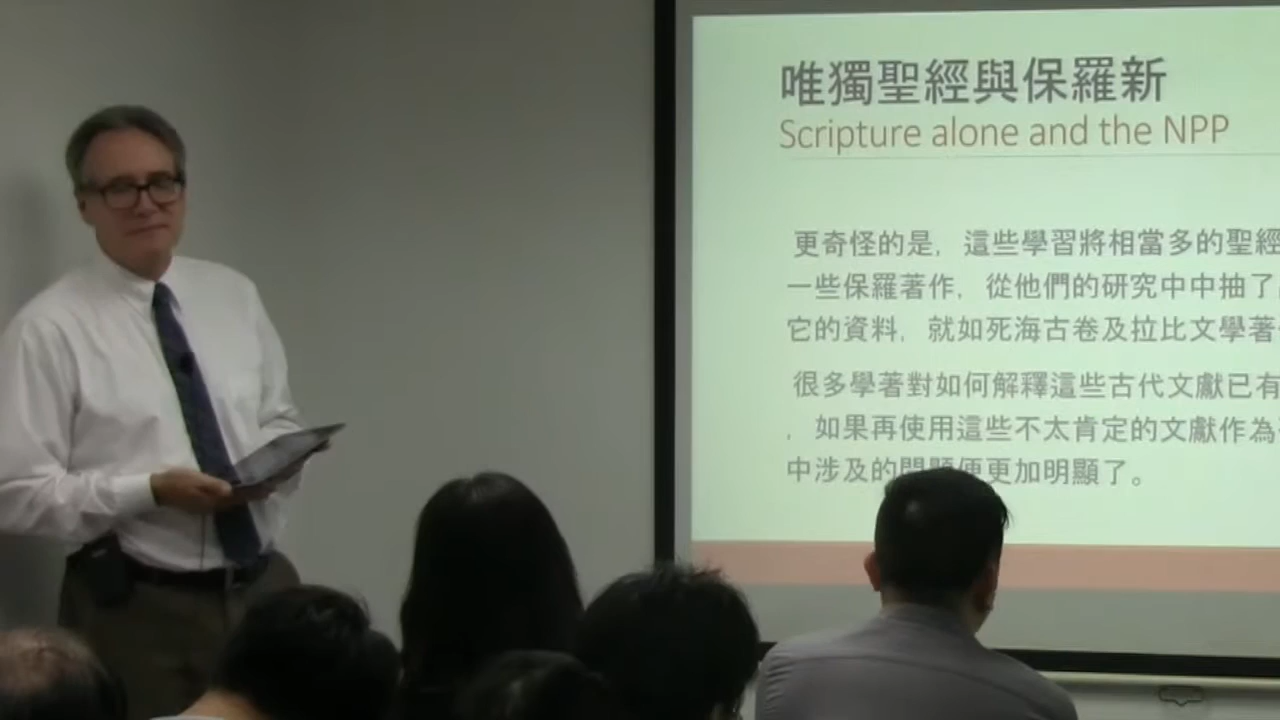 唯獨聖經與保羅新
Scripture alone and the NPP
更奇怪的是，這些學習將相當多的聖經
一些保羅著作，從他們的研究中中抽了
它的資料，就如死海古卷及拉比文學著
很多學著對如何解釋這些古代文獻已有
，如果再使用這些不太肯定的文獻作為
中涉及的問題便更加明顯了。